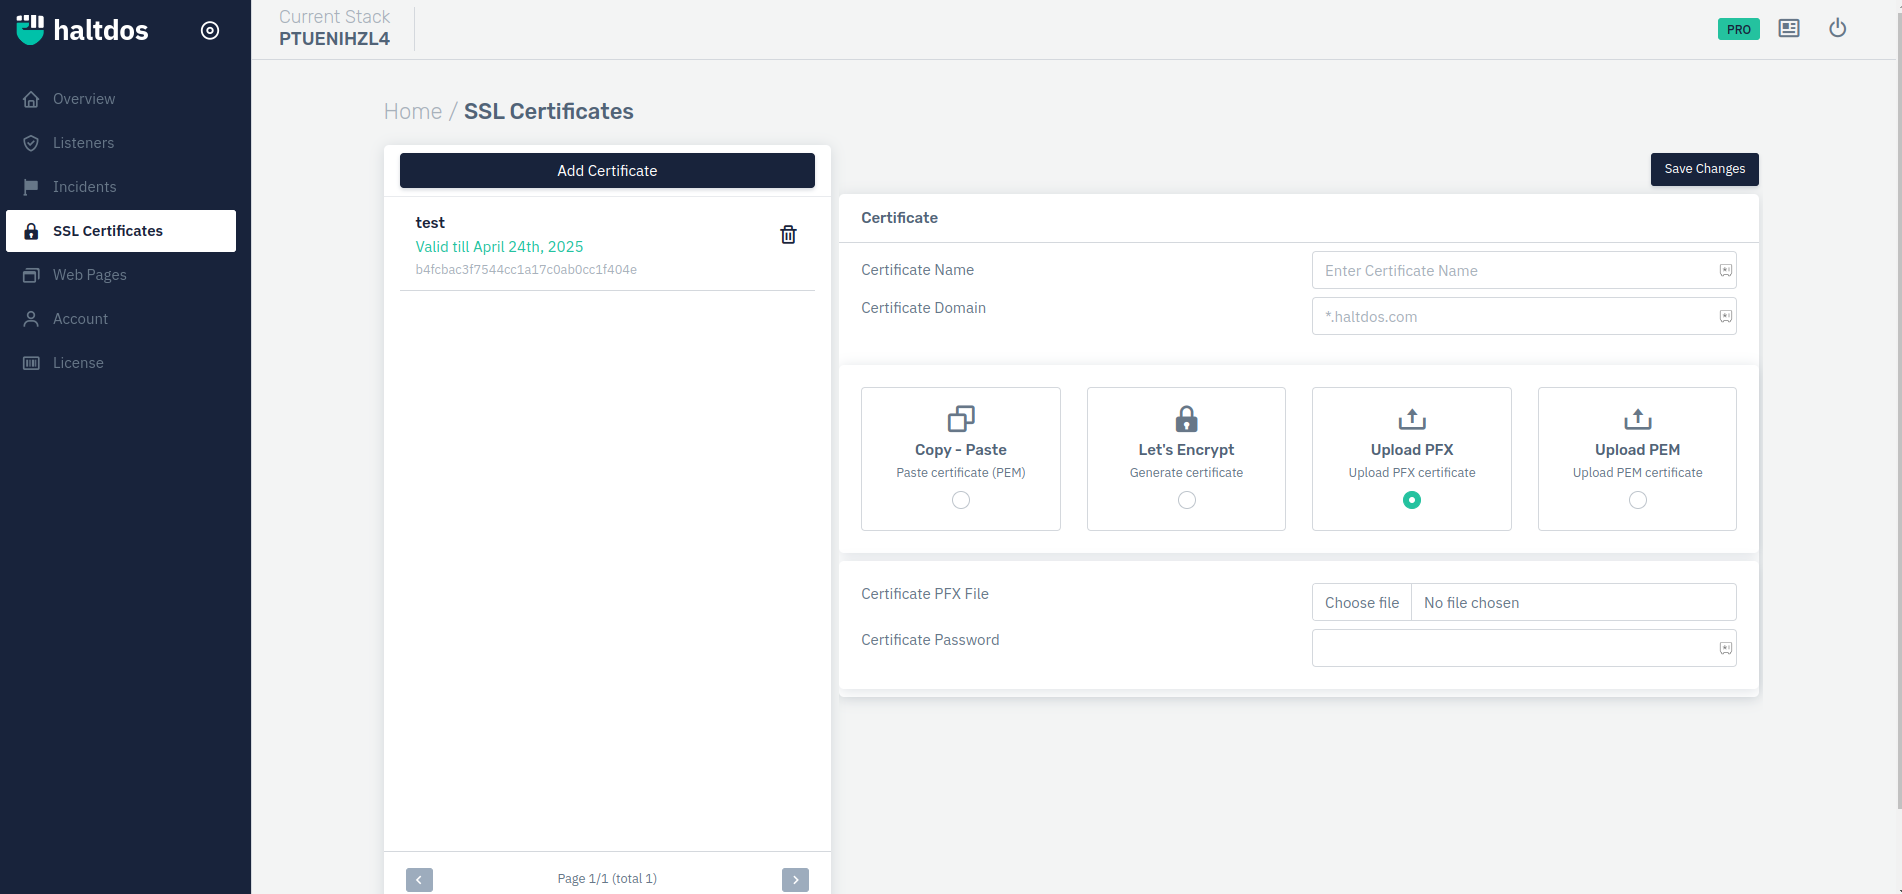 haltdos
Current Stack
PTUENIHZL4
PRO
Overview
Listeners
Incidents
SSL Certificates
Web Pages
Account
License
Home / SSL Certificates
Add Certificate
test
Valid till April 24th, 2025
b4fcbac3f7544cc1a17c0ab0cc1f404e
Page 1/1 (total 1)
Save Changes
Certificate
Certificate Name
Enter Certificate Name
Certificate Domain
*.haltdos.com
Copy - Paste
Paste certificate (PEM)
Let's Encrypt
Generate certificate
Upload PFX
Upload PFX certificate
Upload PEM
Upload PEM certificate
Certificate PFX File
Choose file No file chosen
Certificate Password